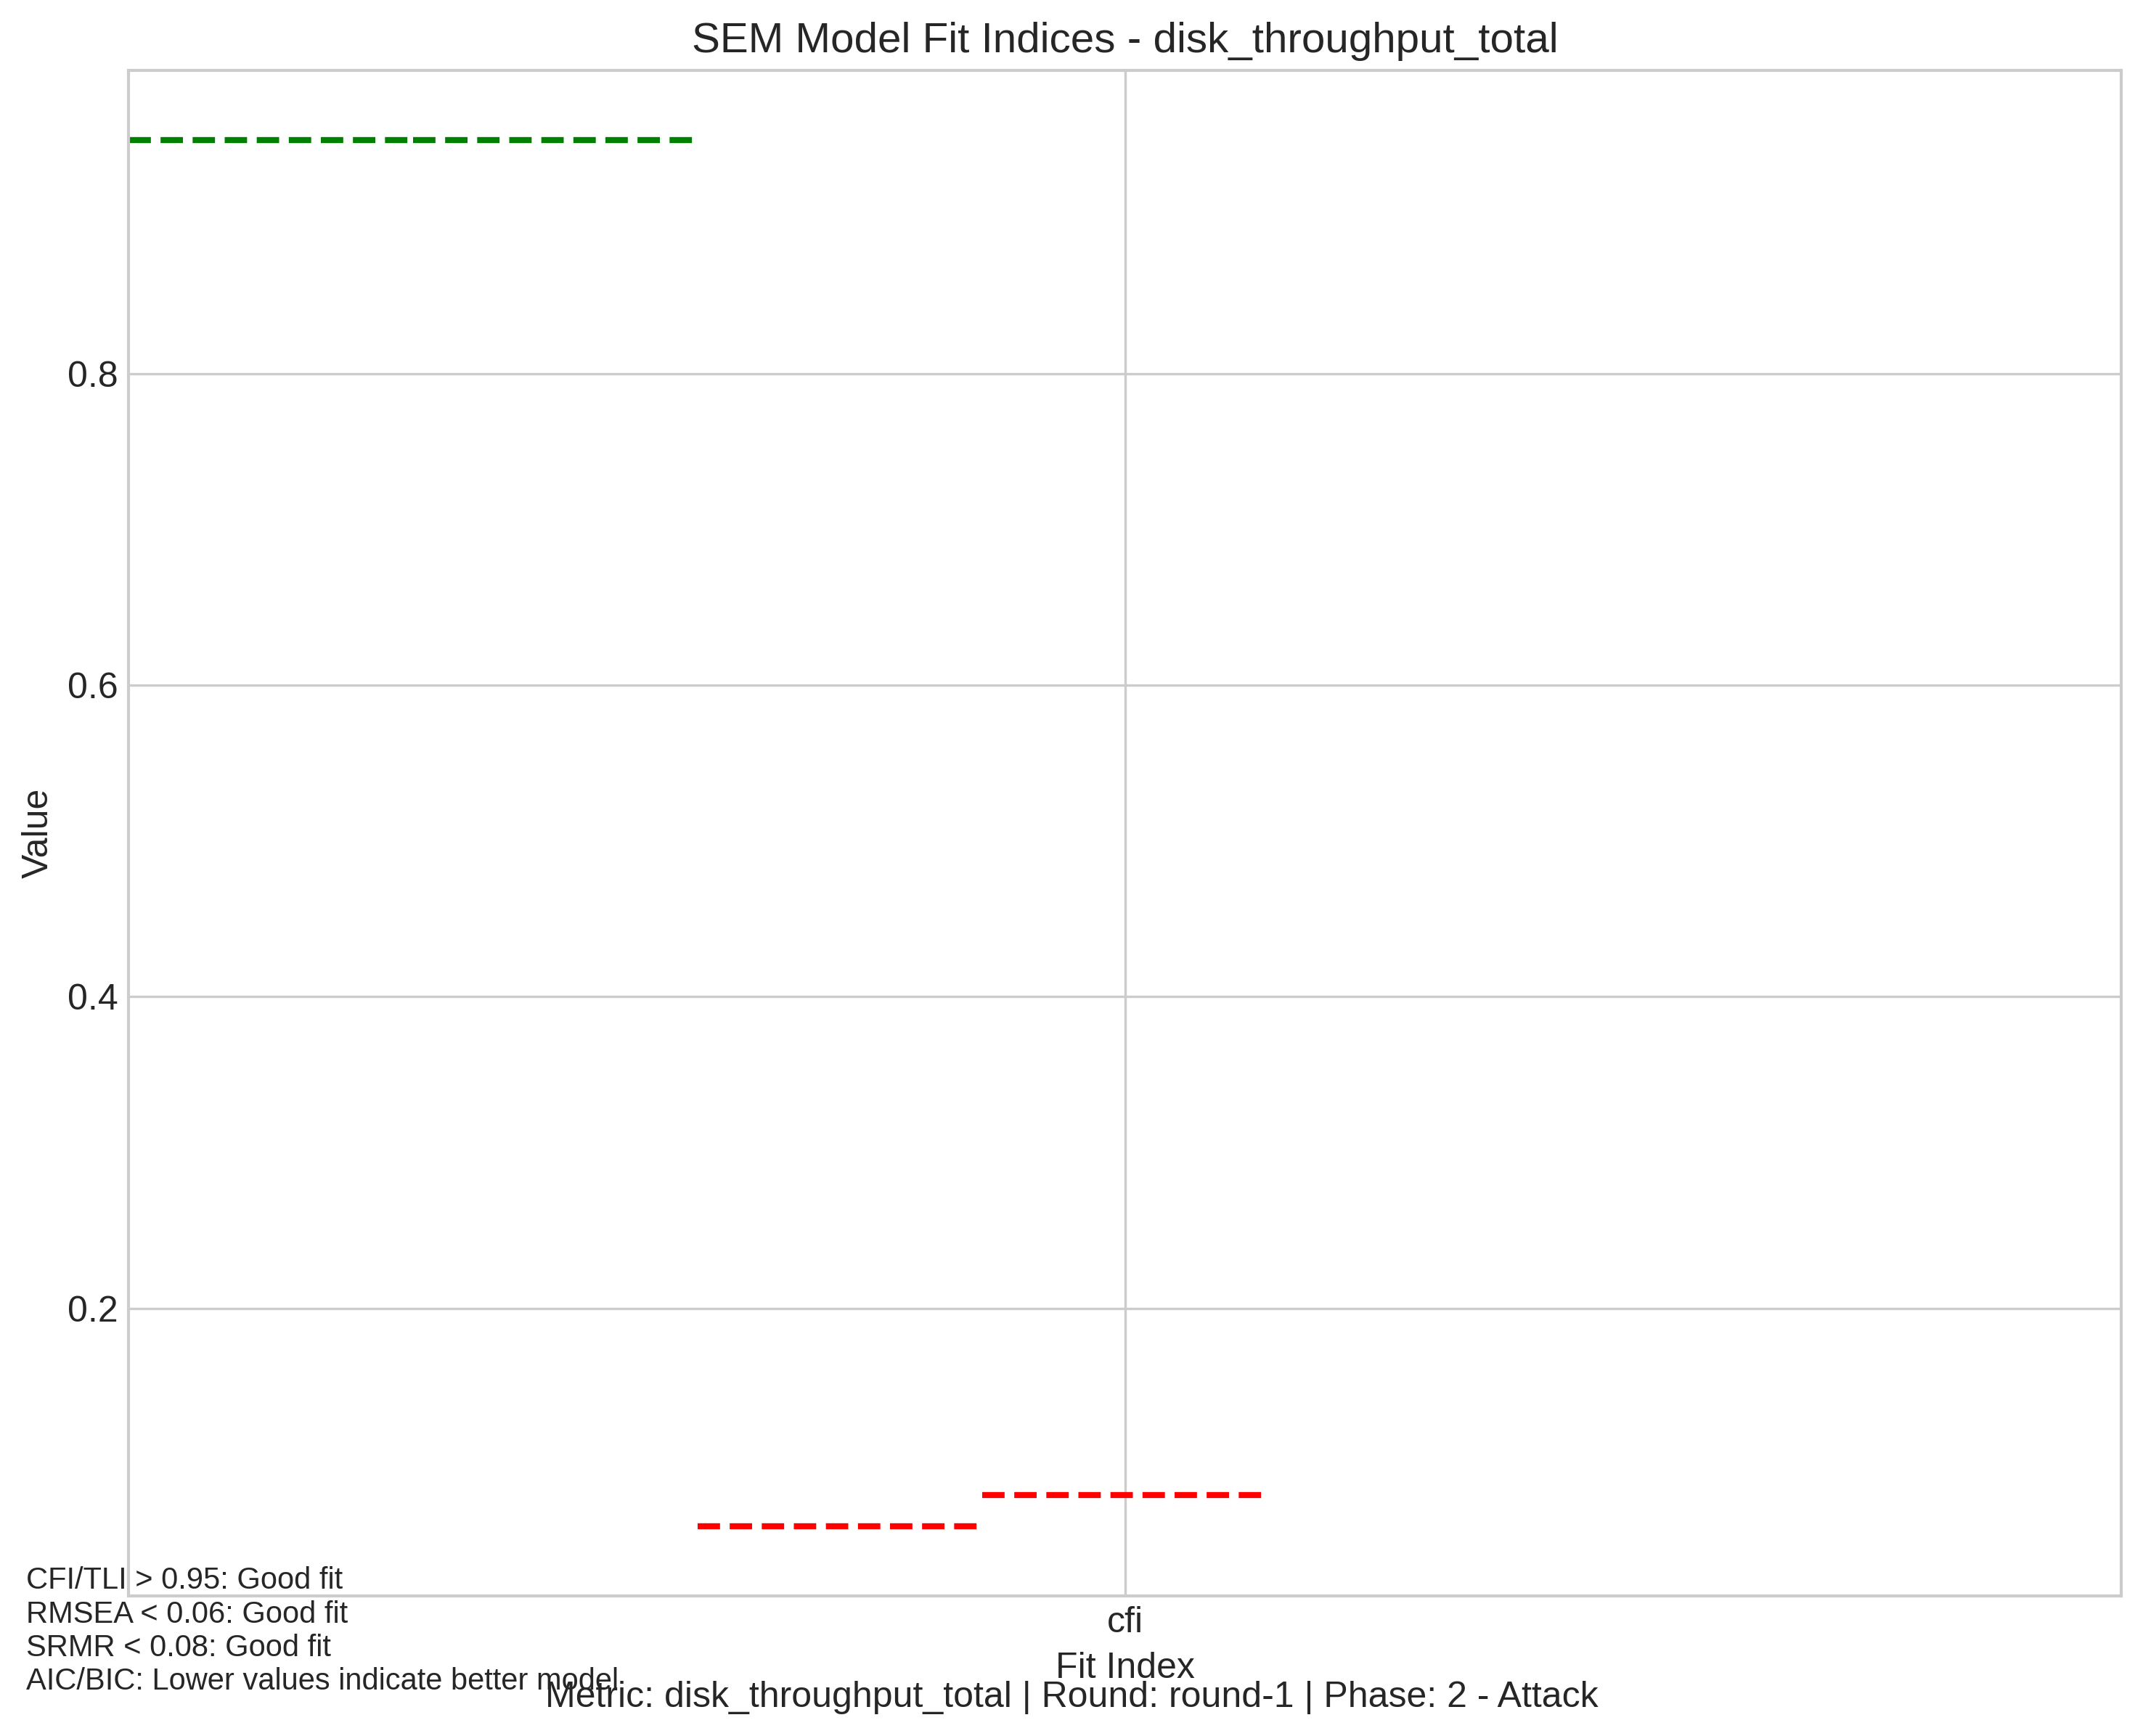 SEM Model Fit Indices - disk_throughput_total
Value
0.8
0.6
0.4
0.2
cfi
Fit Index
CFI/TLI > 0.95: Good fit
RMSEA < 0.06: Good fit
SRMR < 0.08: Good fit
AIC/BIC: Lower values indicate better model
Metric: disk_throughput_total | Round: round-1 | Phase: 2 - Attack